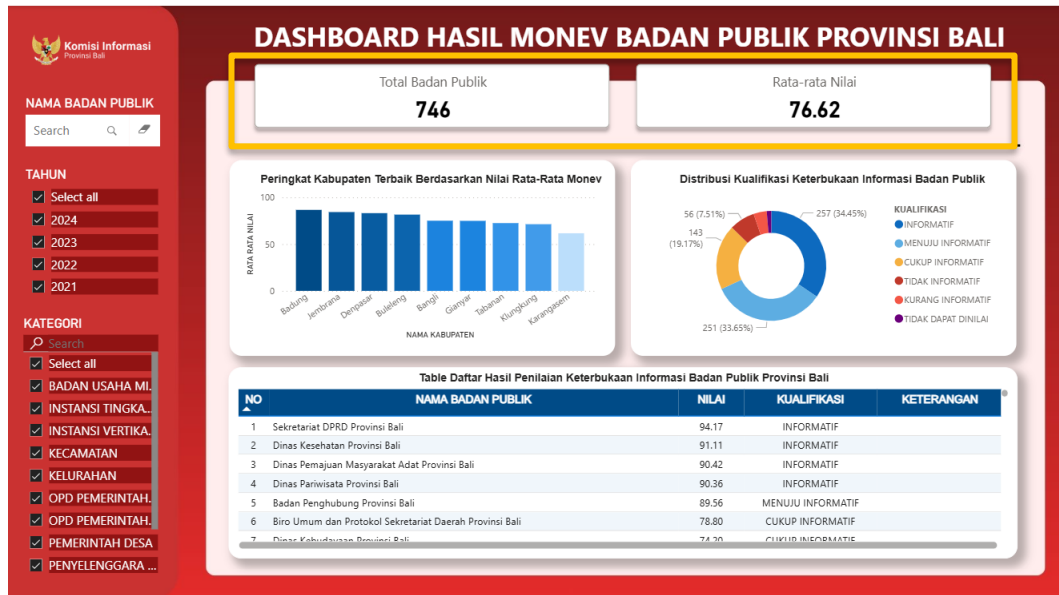 Komisi Informasi
Provinsi Bali
DASHBOARD HASIL MONEV BADAN PUBLIK PROVINSI BALI
Total Badan Publik
746
Rata-rata Nilai
76.62
NAMA BADAN PUBLIK
Search
TAHUN
Select all
2024
2023
2022
2021
KATEGORI
Search
Select all
BADAN USAHA MI..
INSTANSI TINGKA...
INSTANSI VERTIKA..
KECAMATAN
KELURAHAN
OPD PEMERINTAH..
OPD PEMERINTAH..
PEMERINTAH DESA
PENYELENGGARA ...
Peringkat Kabupaten Terbaik Berdasarkan Nilai Rata-Rata Monev
RATA RATA NILAI
100
50
0
Badung
Jembrana
Denpasar
Buleleng
Bangli
Gianyar
Tabanan
Klungkung
Karangasem
NAMA KABUPATEN
Distribusi Kualifikasi Keterbukaan Informasi Badan Publik
56 (7.51%)
257 (34.45%)
143
(19.17%)
251 (33.65%)
KUALIFIKASI
INFORMATIF
MENUJU INFORMATIF
CUKUP INFORMATIF
TIDAK INFORMATIF
KURANG INFORMATIF
TIDAK DAPAT DINILAI
Table Daftar Hasil Penilaian Keterbukaan Informasi Badan Publik Provinsi Bali
NO NAMA BADAN PUBLIK NILAI KUALIFIKASI KETERANGAN
1 Sekretariat DPRD Provinsi Bali 94.17 INFORMATIF
2 Dinas Kesehatan Provinsi Bali 91.11 INFORMATIF
3 Dinas Pemajuan Masyarakat Adat Provinsi Bali 90.42 INFORMATIF
4 Dinas Pariwisata Provinsi Bali 90.36 INFORMATIF
5 Badan Penghubung Provinsi Bali 89.56 MENUJU INFORMATIF
6 Biro Umum dan Protokol Sekretariat Daerah Provinsi Bali 78.80 CUKUP INFORMATIF
7 Dinas Kebudayaan Provinsi Bali 74.20 CUKUP INFORMATIF